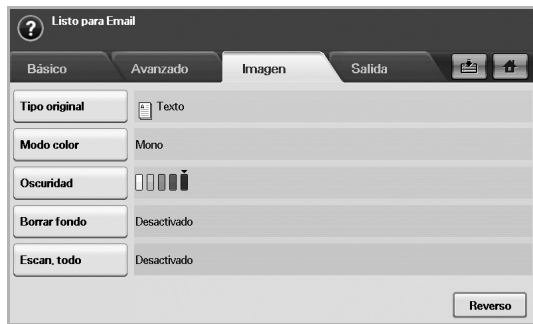 Listo para Email
Básico Avanzado Imagen Salida
Tipo original Texto
Modo color Mono
Oscuridad
Borrar fondo Desactivado
Escan. todo Desactivado
Reverso